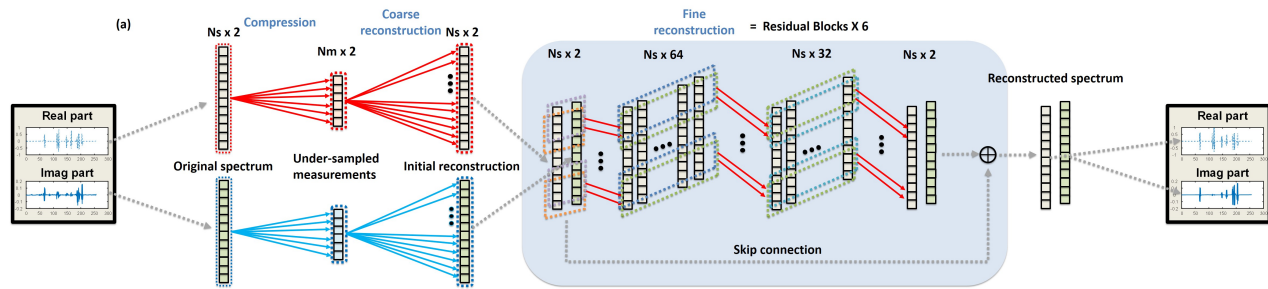 (a)
Compression
Coarse
reconstruction
Fine
reconstruction
= Residual Blocks X 6
Ns x 2
Nm x 2
Ns x 2
Ns x 2
Ns x 64
Ns x 32
Ns x 2
Reconstructed spectrum
Real part
Imag part
Original spectrum
Under-sampled
measurements
Initial reconstruction
Skip connection
Real part
Imag part